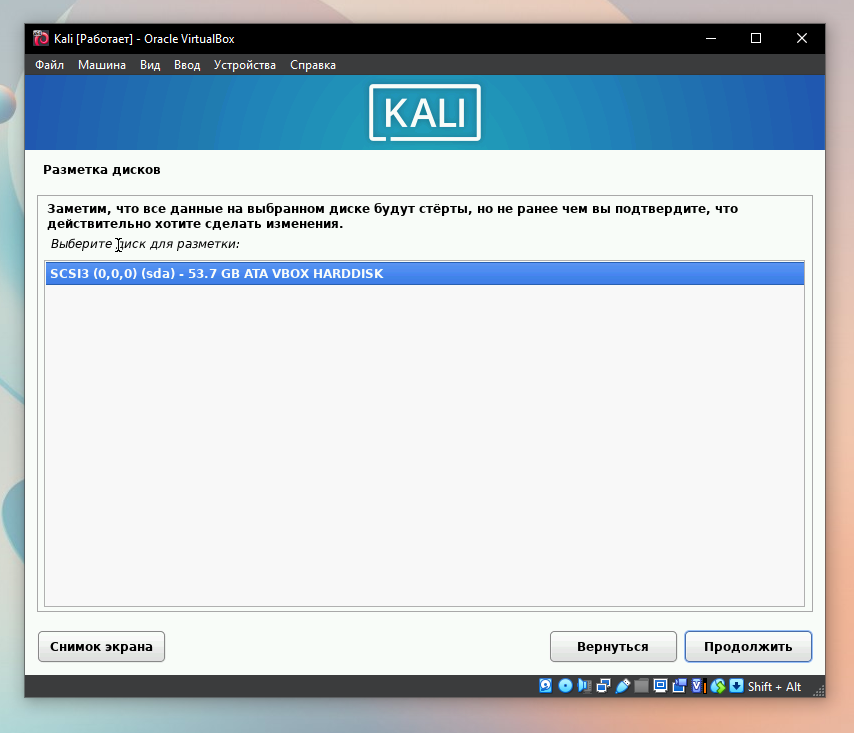 Kali [Работает] - Oracle VirtualBox
Файл Машина Вид Ввод Устройства Справка
KALI
Разметка дисков
Заметим, что все данные на выбранном диске будут стёрты, но не ранее чем вы подтвердите, что
действительно хотите сделать изменения.
Выберите диск для разметки:
SCSI3 (0,0,0) (sda) - 53.7 GB ATA VBOX HARDDISK
Снимок экрана Вернуться Продолжить
Shift + Alt